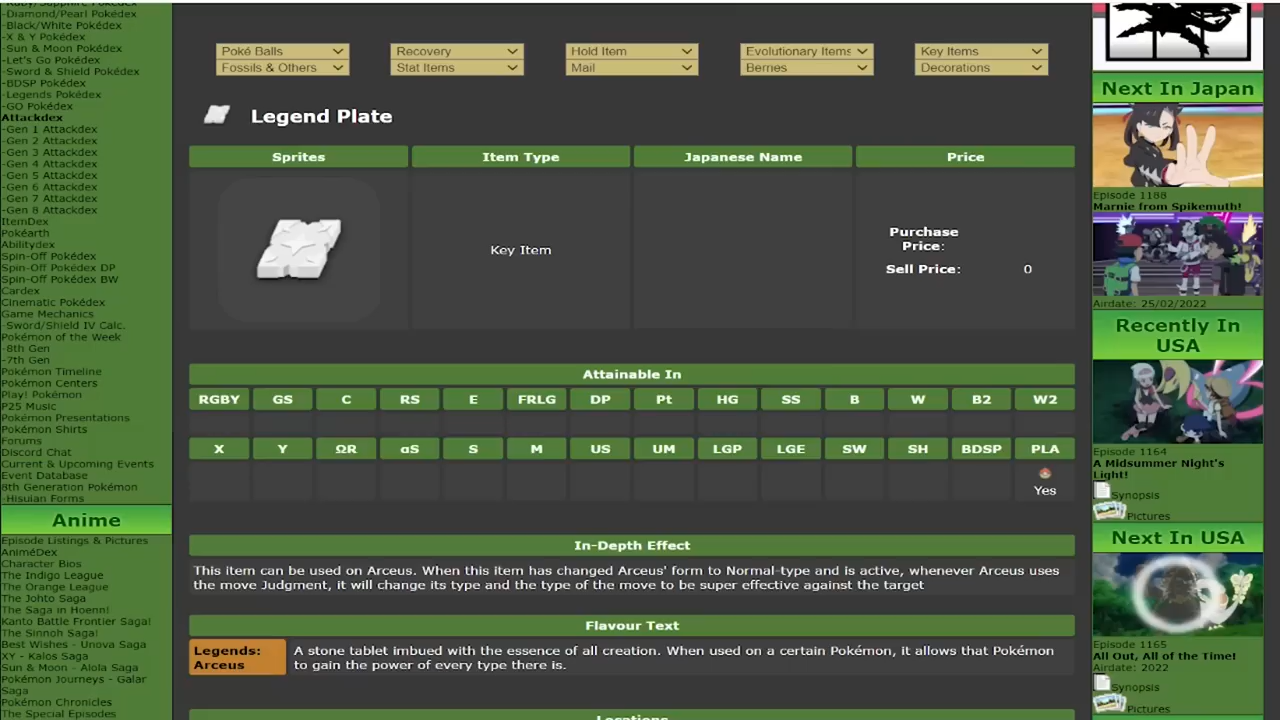 -Diamond/Pearl Pokédex
-Black/White Pokédex
-X & Y Pokédex
-Sun & Moon Pokédex
-Let's Go Pokédex
-Sword & Shield Pokédex
-BDSP Pokédex
-Legends Pokédex
-GO Pokédex
Attackdex
-Gen 1 Attackdex
-Gen 2 Attackdex
-Gen 3 Attackdex
-Gen 4 Attackdex
-Gen 5 Attackdex
-Gen 6 Attackdex
-Gen 7 Attackdex
-Gen 8 Attackdex
ItemDex
Pokéarth
Abilitydex
Spin-Off Pokédex
Spin-Off Pokédex DP
Spin-Off Pokédex BW
Cardex
Cinematic Pokédex
Game Mechanics
-Sword/Shield IV Calc.
Pokémon of the Week
-8th Gen
-7th Gen
Pokémon Timeline
Pokémon Centers
Play! Pokémon
P25 Music
Pokémon Presentations
Pokémon Shirts
Forums
Discord Chat
Current & Upcoming Events
Event Database
8th Generation Pokémon
-Hisuian Forms
Anime
Episode Listings & Pictures
AniméDex
Character Bios
The Indigo League
The Orange League
The Johto Saga
The Saga in Hoenn!
Kanto Battle Frontier Saga!
The Sinnoh Saga!
Best Wishes - Unova Saga
XY - Kalos Saga
Sun & Moon - Alola Saga
Pokémon Journeys - Galar
Saga
Pokémon Chronicles
The Special Episodes
Poké Balls Recovery Hold Item Evolutionary Items Key Items
Fossils & Others Stat Items Mail Berries Decorations
Legend Plate
Sprites Item Type Japanese Name Price
Key Item
Purchase
Price:
Sell Price: 0
Attainable In
RGBY GS C RS E FRLG DP Pt HG SS B W B2 W2
X Y ΩR αS S M US UM LGP LGE SW SH BDSP PLA
Yes
In-Depth Effect
This item can be used on Arceus. When this item has changed Arceus' form to Normal-type and is active, whenever Arceus uses
the move Judgment, it will change its type and the type of the move to be super effective against the target
Flavour Text
Legends:
Arceus
A stone tablet imbued with the essence of all creation. When used on a certain Pokémon, it allows that Pokémon
to gain the power of every type there is.
Locations
Next In Japan
Episode 1188
Marnie from Spikemuth!
Airdate: 25/02/2022
Recently In
USA
Episode 1164
A Midsummer Night's
Light!
Synopsis
Pictures
Next In USA
Episode 1165
All Out, All of the Time!
Airdate: 2022
Synopsis
Pictures